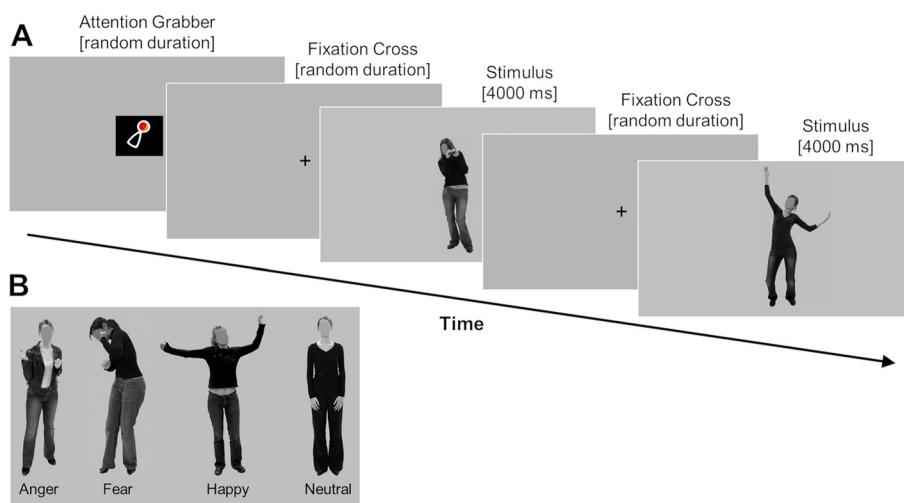 A
Attention Grabber
[random duration]
Fixation Cross
[random duration]
Stimulus
[4000 ms]
Fixation Cross
[random duration]
Stimulus
[4000 ms]
+
+
Time
B
Anger
Fear
Happy
Neutral